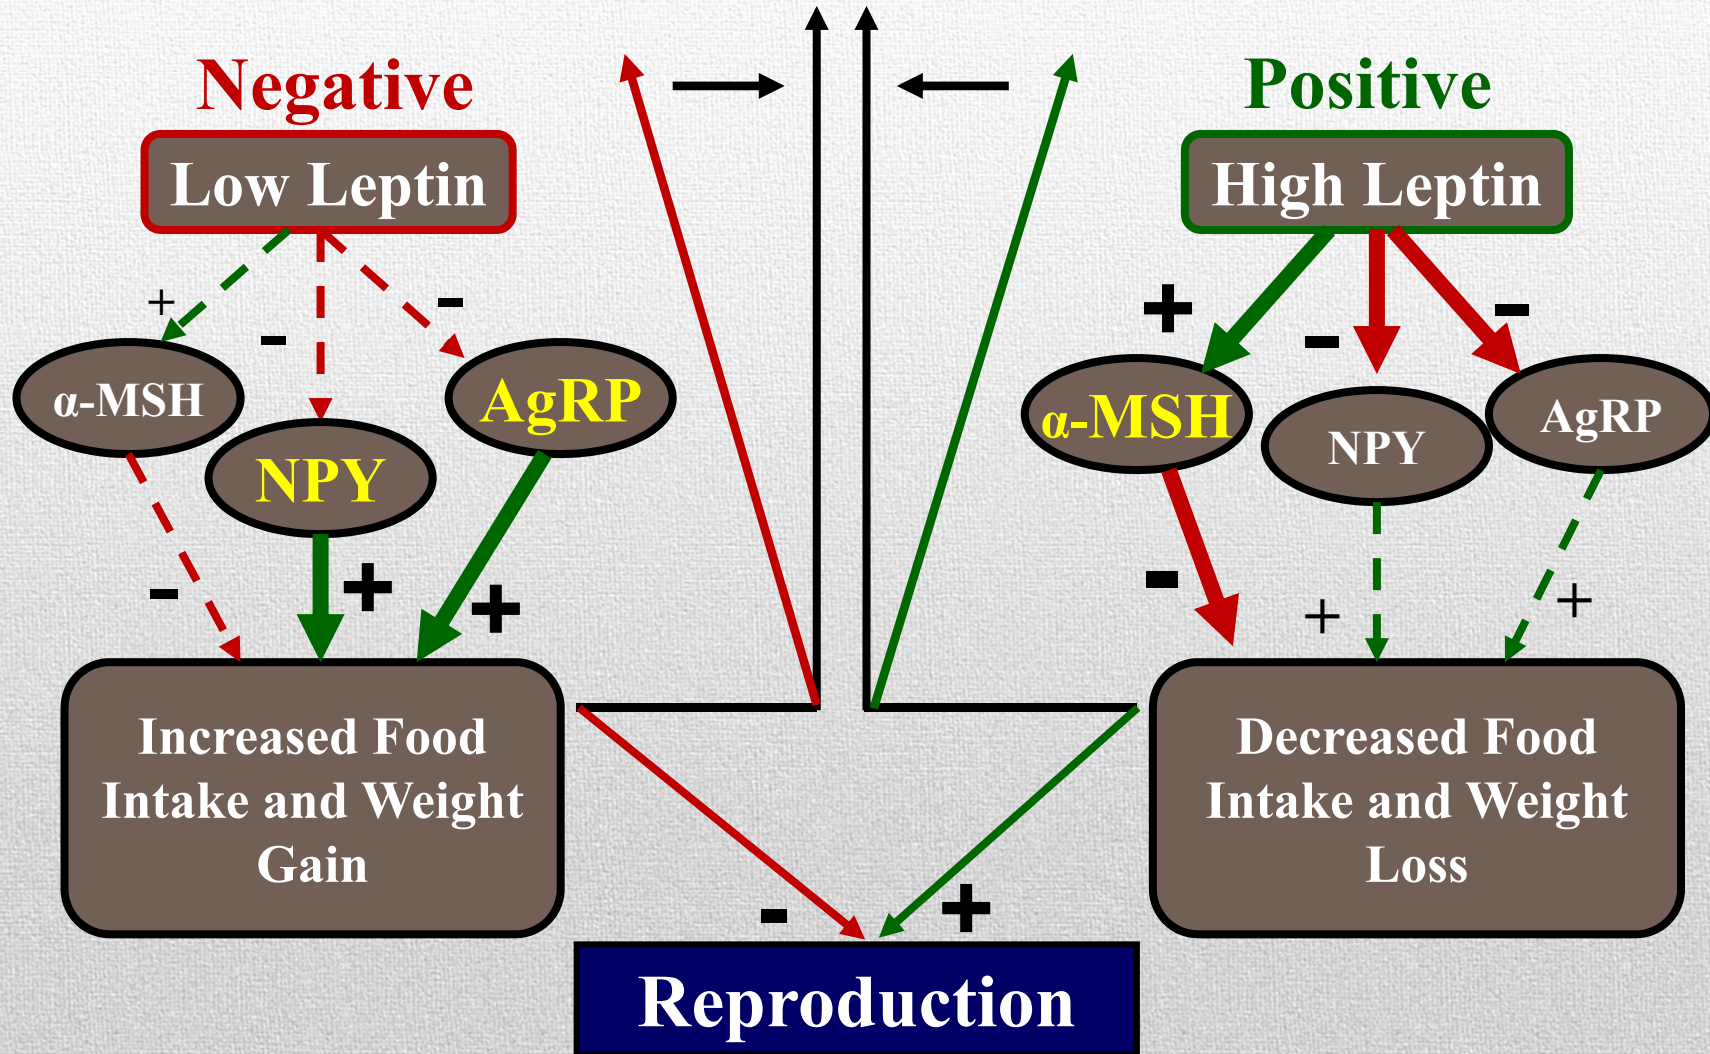 Negative
Low Leptin
+
-
-
α-MSH
NPY
AgRP
-
+
+
Increased Food
Intake and Weight
Gain
Positive
High Leptin
+
-
-
α-MSH
NPY
AgRP
-
+
+
Decreased Food
Intake and Weight
Loss
-
+
Reproduction